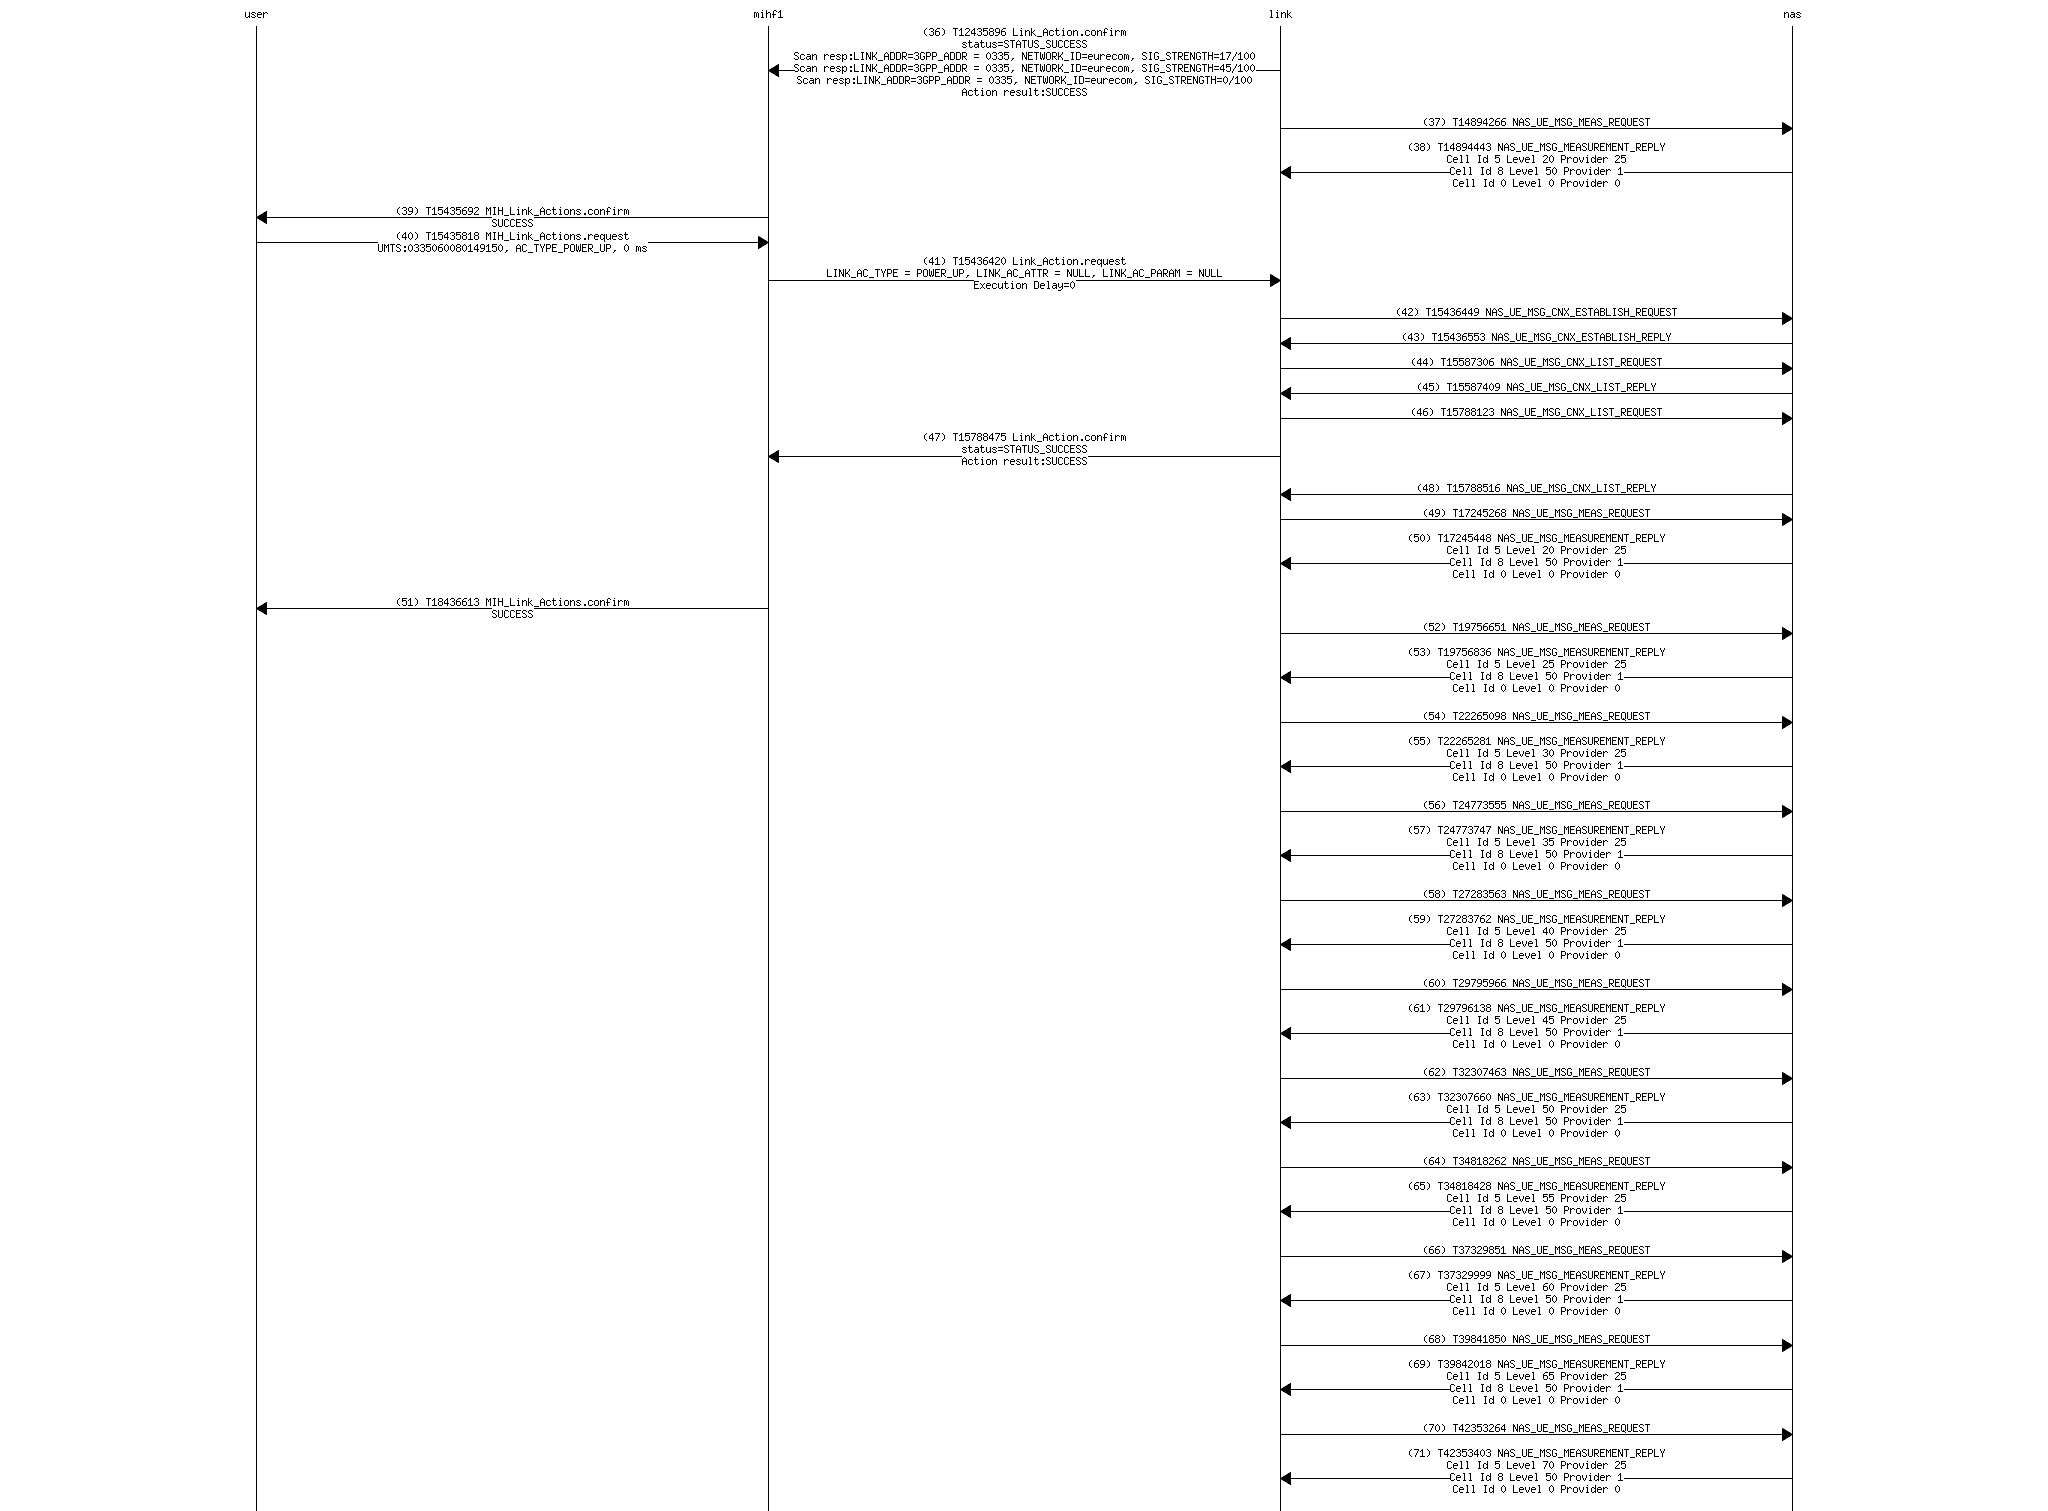 user mihf1 link nas
(36) T12435896 Link_Action.confirm
status=STATUS_SUCCESS
Scan resp:LINK_ADDR=3GPP_ADDR = 0335, NETWORK_ID=eurecom, SIG_STRENGTH=17/100
Scan resp:LINK_ADDR=3GPP_ADDR = 0335, NETWORK_ID=eurecom, SIG_STRENGTH=45/100
Scan resp:LINK_ADDR=3GPP_ADDR = 0335, NETWORK_ID=eurecom, SIG_STRENGTH=0/100
Action result:SUCCESS
(37) T14894266 NAS_UE_MSG_MEAS_REQUEST
(38) T14894443 NAS_UE_MSG_MEASUREMENT_REPLY
Cell Id 5 Level 20 Provider 25
Cell Id 8 Level 50 Provider 1
Cell Id 0 Level 0 Provider 0
(39) T15435692 MIH_Link_Actions.confirm
SUCCESS
(40) T15435818 MIH_Link_Actions.request
UMTS:0335060080149150, AC_TYPE_POWER_UP, 0 ms
(41) T15436420 Link_Action.request
LINK_AC_TYPE = POWER_UP, LINK_AC_ATTR = NULL, LINK_AC_PARAM = NULL
Execution Delay=0
(42) T15436449 NAS_UE_MSG_CNX_ESTABLISH_REQUEST
(43) T15436553 NAS_UE_MSG_CNX_ESTABLISH_REPLY
(44) T15587306 NAS_UE_MSG_CNX_LIST_REQUEST
(45) T15587409 NAS_UE_MSG_CNX_LIST_REPLY
(46) T15788123 NAS_UE_MSG_CNX_LIST_REQUEST
(47) T15788475 Link_Action.confirm
status=STATUS_SUCCESS
Action result:SUCCESS
(48) T15788516 NAS_UE_MSG_CNX_LIST_REPLY
(49) T17245268 NAS_UE_MSG_MEAS_REQUEST
(50) T17245448 NAS_UE_MSG_MEASUREMENT_REPLY
Cell Id 5 Level 20 Provider 25
Cell Id 8 Level 50 Provider 1
Cell Id 0 Level 0 Provider 0
(51) T18436613 MIH_Link_Actions.confirm
SUCCESS
(52) T19756651 NAS_UE_MSG_MEAS_REQUEST
(53) T19756836 NAS_UE_MSG_MEASUREMENT_REPLY
Cell Id 5 Level 25 Provider 25
Cell Id 8 Level 50 Provider 1
Cell Id 0 Level 0 Provider 0
(54) T22265098 NAS_UE_MSG_MEAS_REQUEST
(55) T22265281 NAS_UE_MSG_MEASUREMENT_REPLY
Cell Id 5 Level 30 Provider 25
Cell Id 8 Level 50 Provider 1
Cell Id 0 Level 0 Provider 0
(56) T24773555 NAS_UE_MSG_MEAS_REQUEST
(57) T24773747 NAS_UE_MSG_MEASUREMENT_REPLY
Cell Id 5 Level 35 Provider 25
Cell Id 8 Level 50 Provider 1
Cell Id 0 Level 0 Provider 0
(58) T27283563 NAS_UE_MSG_MEAS_REQUEST
(59) T27283762 NAS_UE_MSG_MEASUREMENT_REPLY
Cell Id 5 Level 40 Provider 25
Cell Id 8 Level 50 Provider 1
Cell Id 0 Level 0 Provider 0
(60) T29795966 NAS_UE_MSG_MEAS_REQUEST
(61) T29796138 NAS_UE_MSG_MEASUREMENT_REPLY
Cell Id 5 Level 45 Provider 25
Cell Id 8 Level 50 Provider 1
Cell Id 0 Level 0 Provider 0
(62) T32307463 NAS_UE_MSG_MEAS_REQUEST
(63) T32307660 NAS_UE_MSG_MEASUREMENT_REPLY
Cell Id 5 Level 50 Provider 25
Cell Id 8 Level 50 Provider 1
Cell Id 0 Level 0 Provider 0
(64) T34818262 NAS_UE_MSG_MEAS_REQUEST
(65) T34818428 NAS_UE_MSG_MEASUREMENT_REPLY
Cell Id 5 Level 55 Provider 25
Cell Id 8 Level 50 Provider 1
Cell Id 0 Level 0 Provider 0
(66) T37329851 NAS_UE_MSG_MEAS_REQUEST
(67) T37329999 NAS_UE_MSG_MEASUREMENT_REPLY
Cell Id 5 Level 60 Provider 25
Cell Id 8 Level 50 Provider 1
Cell Id 0 Level 0 Provider 0
(68) T39841850 NAS_UE_MSG_MEAS_REQUEST
(69) T39842018 NAS_UE_MSG_MEASUREMENT_REPLY
Cell Id 5 Level 65 Provider 25
Cell Id 8 Level 50 Provider 1
Cell Id 0 Level 0 Provider 0
(70) T42353264 NAS_UE_MSG_MEAS_REQUEST
(71) T42353403 NAS_UE_MSG_MEASUREMENT_REPLY
Cell Id 5 Level 70 Provider 25
Cell Id 8 Level 50 Provider 1
Cell Id 0 Level 0 Provider 0